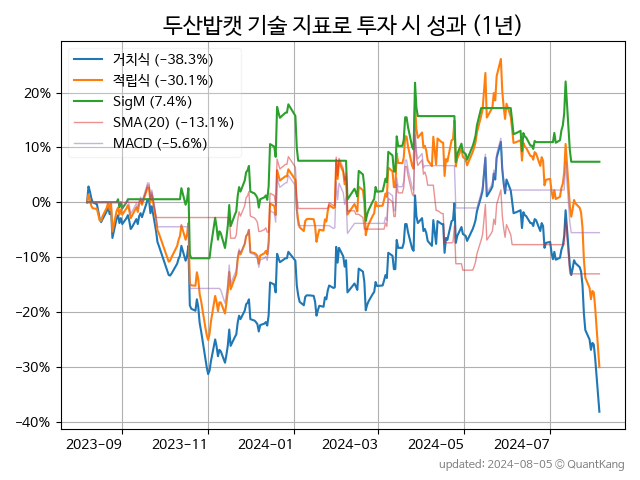 두산밥캣 기술 지표로 투자 시 성과 (1년)
거치식 (−38.3%)
적립식 (−30.1%)
SigM (7.4%)
SMA(20) (−13.1%)
MACD (−5.6%)
20%
10%
0%
−10%
−20%
−30%
−40%
2023-09 2023-11 2024-01 2024-03 2024-05 2024-07
updated: 2024-08-05 © QuantKang